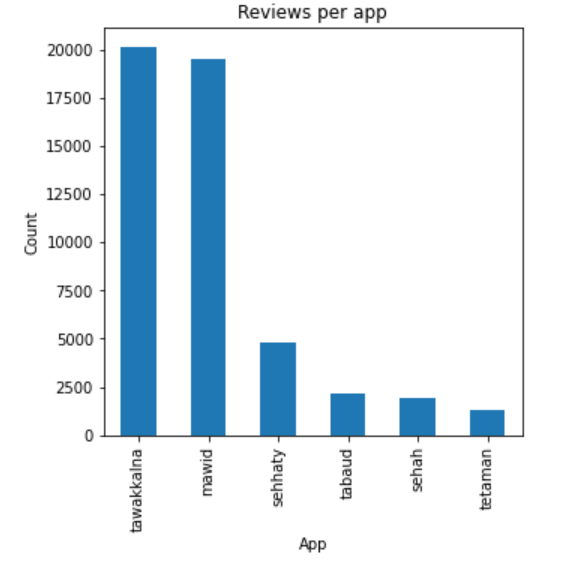 Reviews per app
20000
17500
15000
12500
10000
7500
5000
2500
0
Count
tawakkalna
mawid
sehhaty
tabaud
sehah
tetaman
App